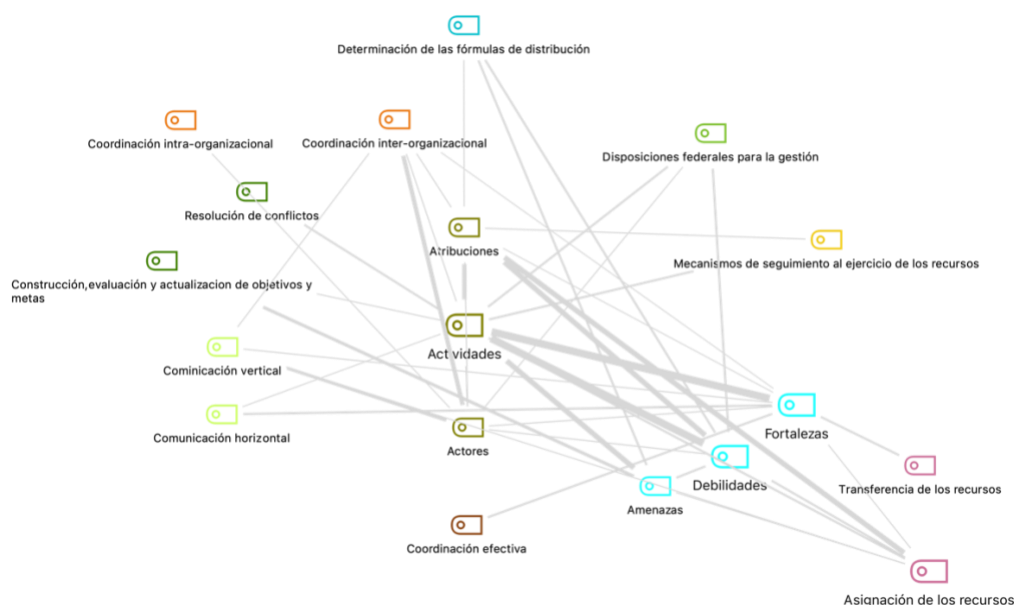 Determinación de las fórmulas de distribución
Coordinación intra-organizacional
Coordinación inter-organizacional
Disposiciones federales para la gestión
Resolución de conflictos
Atribuciones
Mecanismos de seguimiento al ejercicio de los recursos
Construcción,evaluación y actualizacion de objetivos y
metas
Actividades
Cominicación vertical
Comunicación horizontal
Actores
Fortalezas
Transferencia de los recursos
Debilidades
Amenazas
Coordinación efectiva
Asignación de los recursos